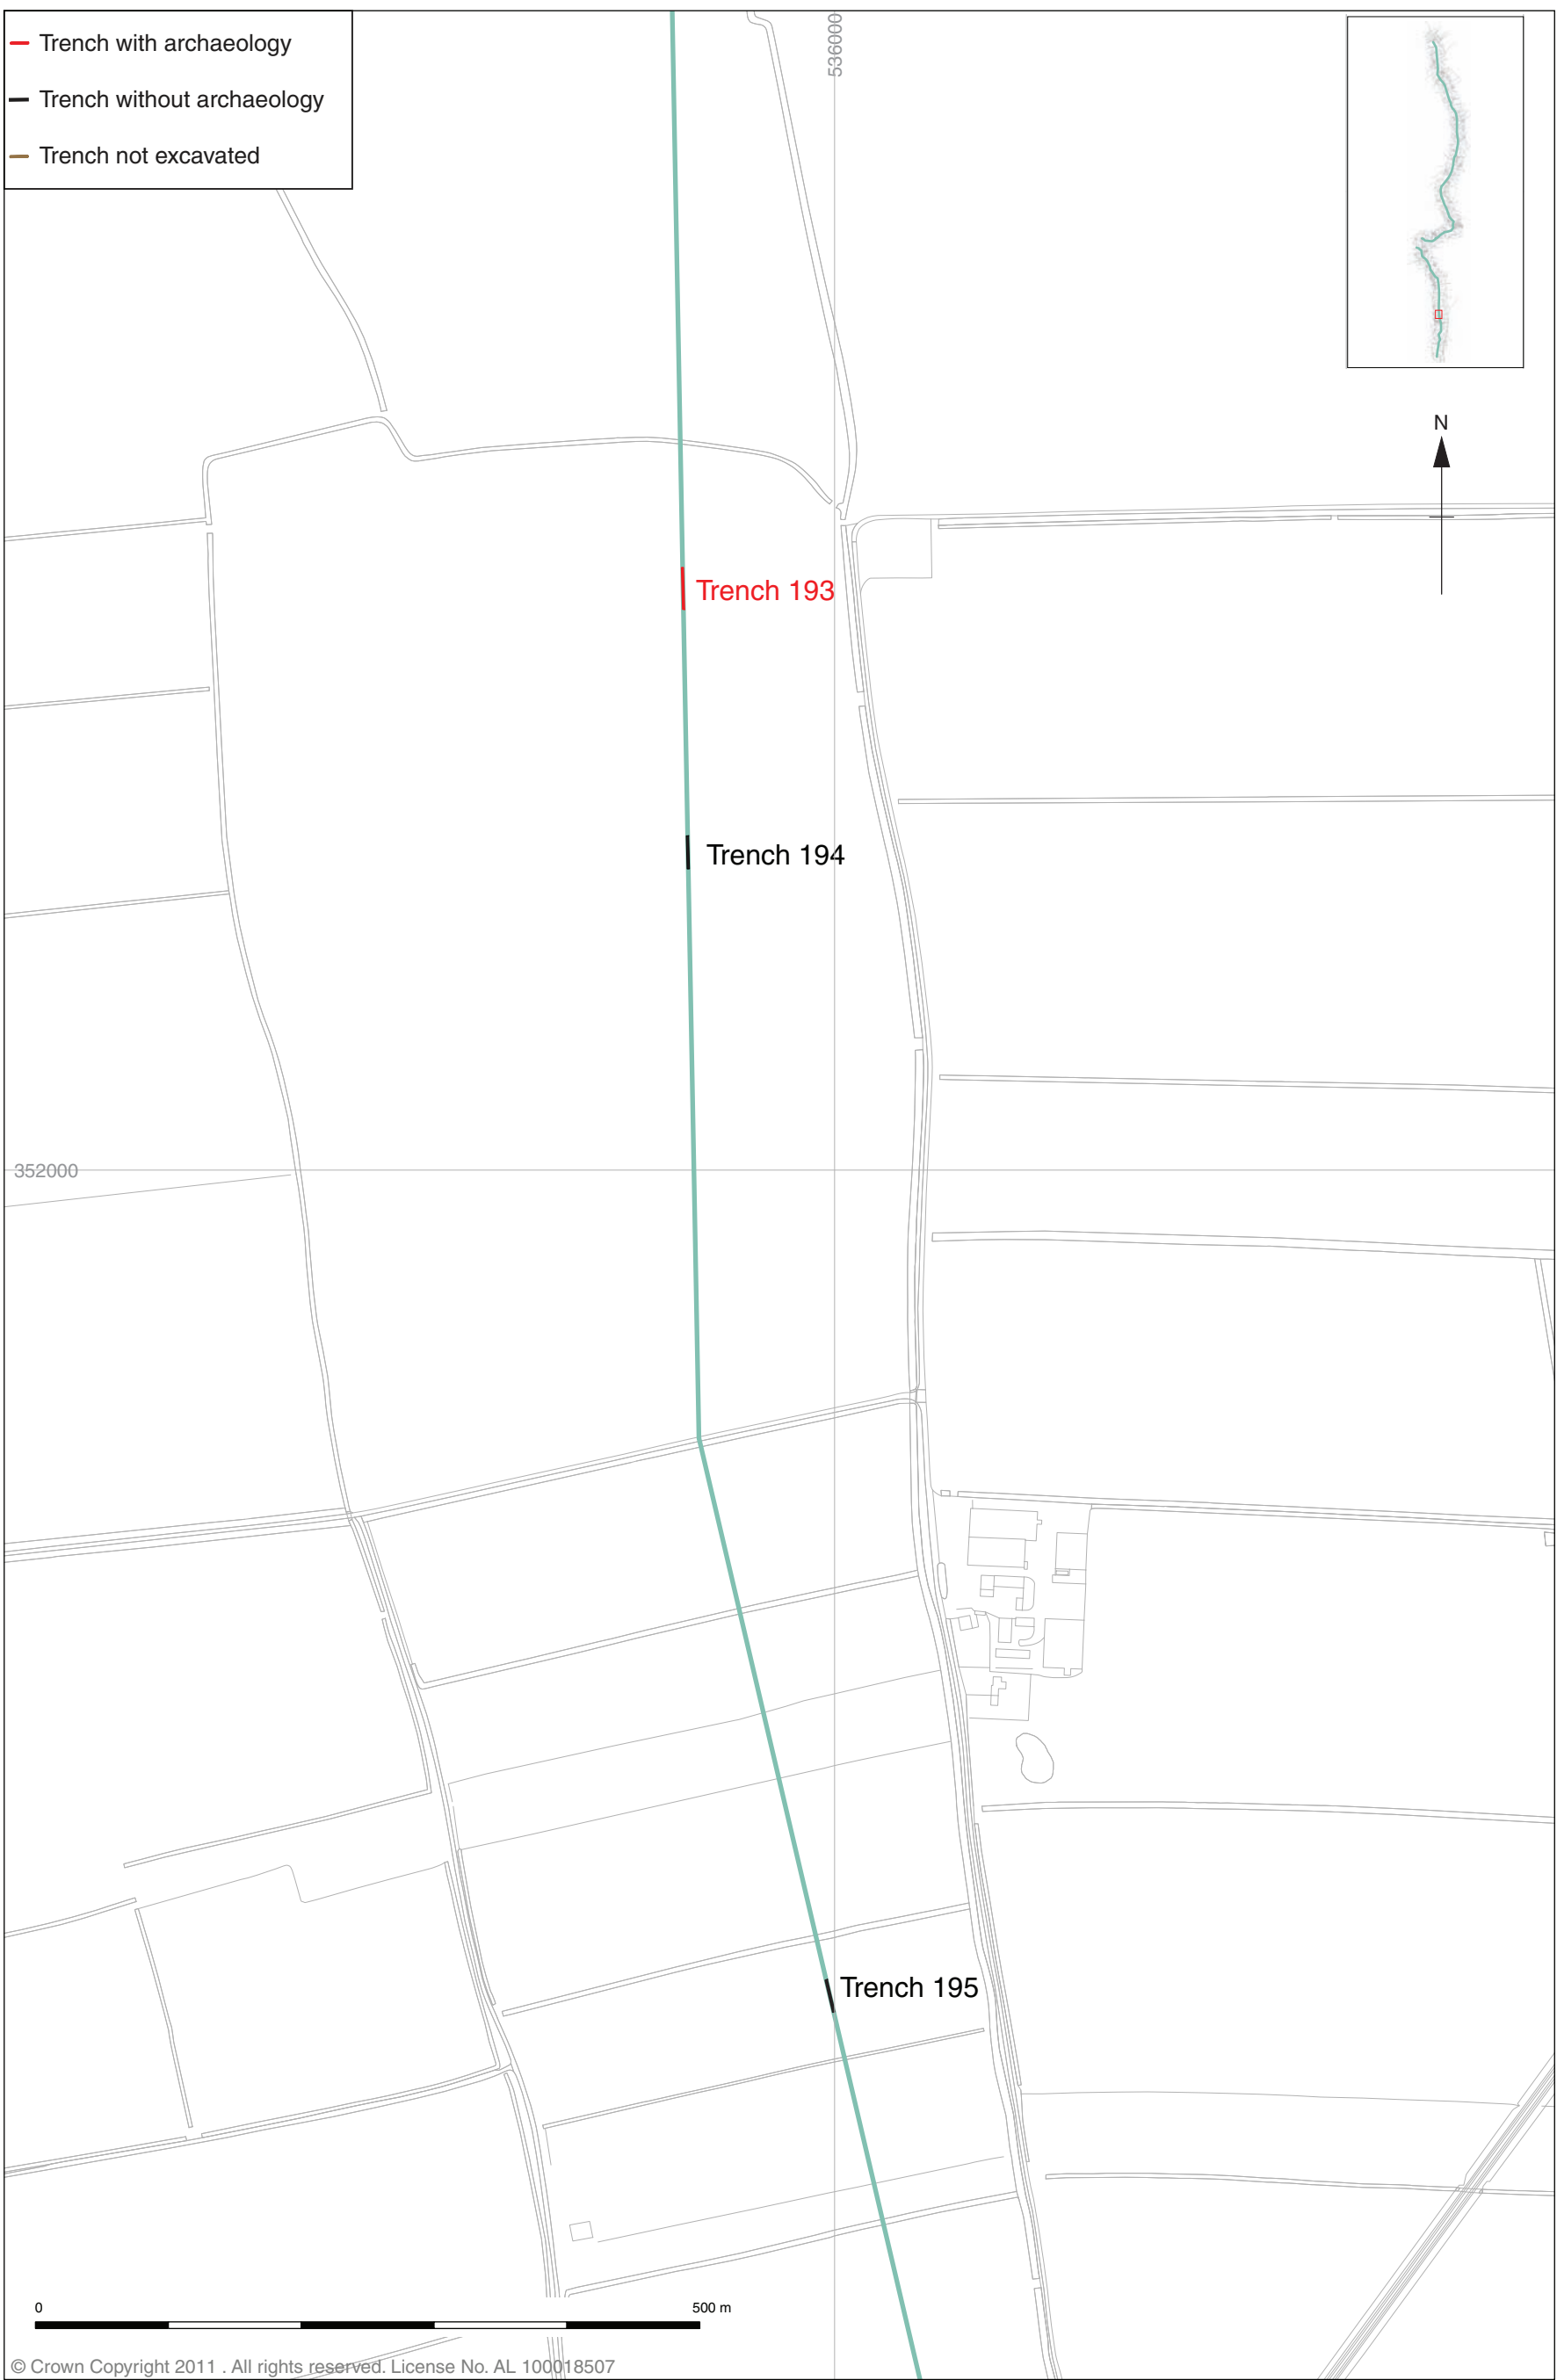 Trench with archaeology
Trench without archaeology
Trench not excavated
536000
N
Trench 193
Trench 194
352000
Trench 195
0
500 m
© Crown Copyright 2011 . All rights reserved. License No. AL 100018507